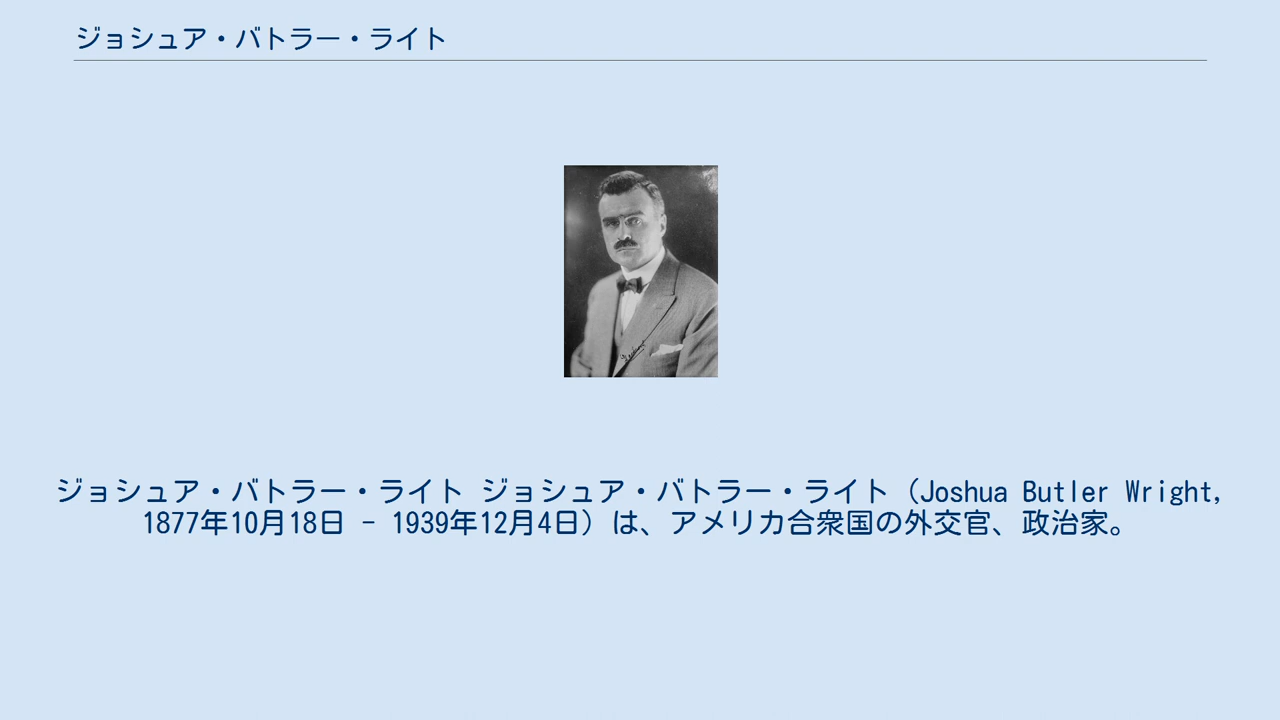 ジョシュア・バトラー・ライト
ジョシュア・バトラー・ライト ジョシュア・バトラー・ライト（Joshua Butler Wright,
1877年10月18日 - 1939年12月4日）は、アメリカ合衆国の外交官、政治家。